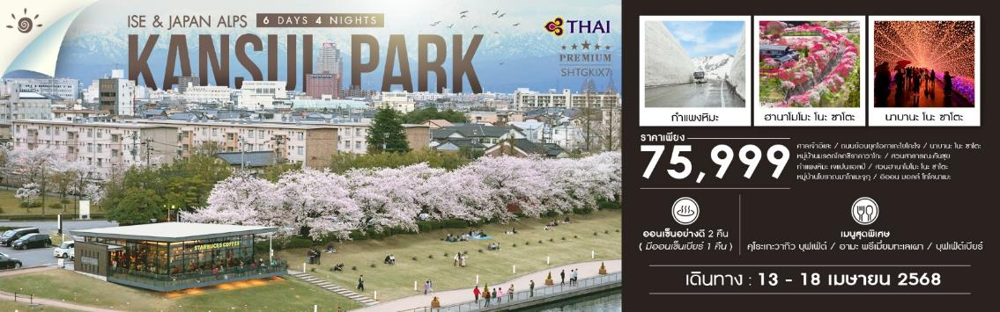 ISE & JAPAN ALPS 6 DAYS 4 NIGHTS
KANSUI PARK
THAI
PREMIUM
SHTGKIX7
STARBUCKS COFFEE
กำแพงหิมะ
ฮานาโมโมะ โนะ ซาโตะ
นาบานะ โนะ ซาโตะ
ราคาเพียง
75,999
ศาลเจ้าอิเสะ / ถนนย้อนยุคโอคาเกะโยโกะโจ / นาบานะ โนะ ซาโตะ
หมู่บ้านมรดกโลกชิราคาวาโกะ / สวนสาธารณะคันซุย
กำแพงหิมะ เจแปนแอลป์ / สวนฮานาโมโมะ โนะ ซาโตะ
หมู่บ้านโบราณนาโกเมะจุกุ / อิออน มอลล์ โทโคนาเมะ
ออนเซ็นอย่างดี 2 คืน
( มีออนเซ็นเบียร์ 1 คืน )
เมนูสุดพิเศษ
คุโระเกะวากิว บุฟเฟ่ต์ / อามะ พรีเมี่ยมทะเลเผา / บุฟเฟ่ต์เบียร์
เดินทาง : 13 - 18 เมษายน 2568